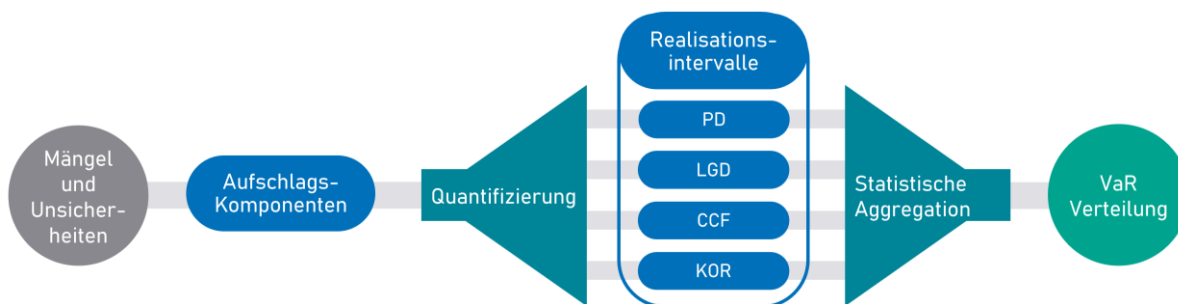 Mängel
und
Unsicher-
heiten
Aufschlags-
Komponenten
Quantifizierung
Realisations-
intervalle
PD
LGD
CCF
KOR
Statistische
Aggregation
VaR
Verteilung